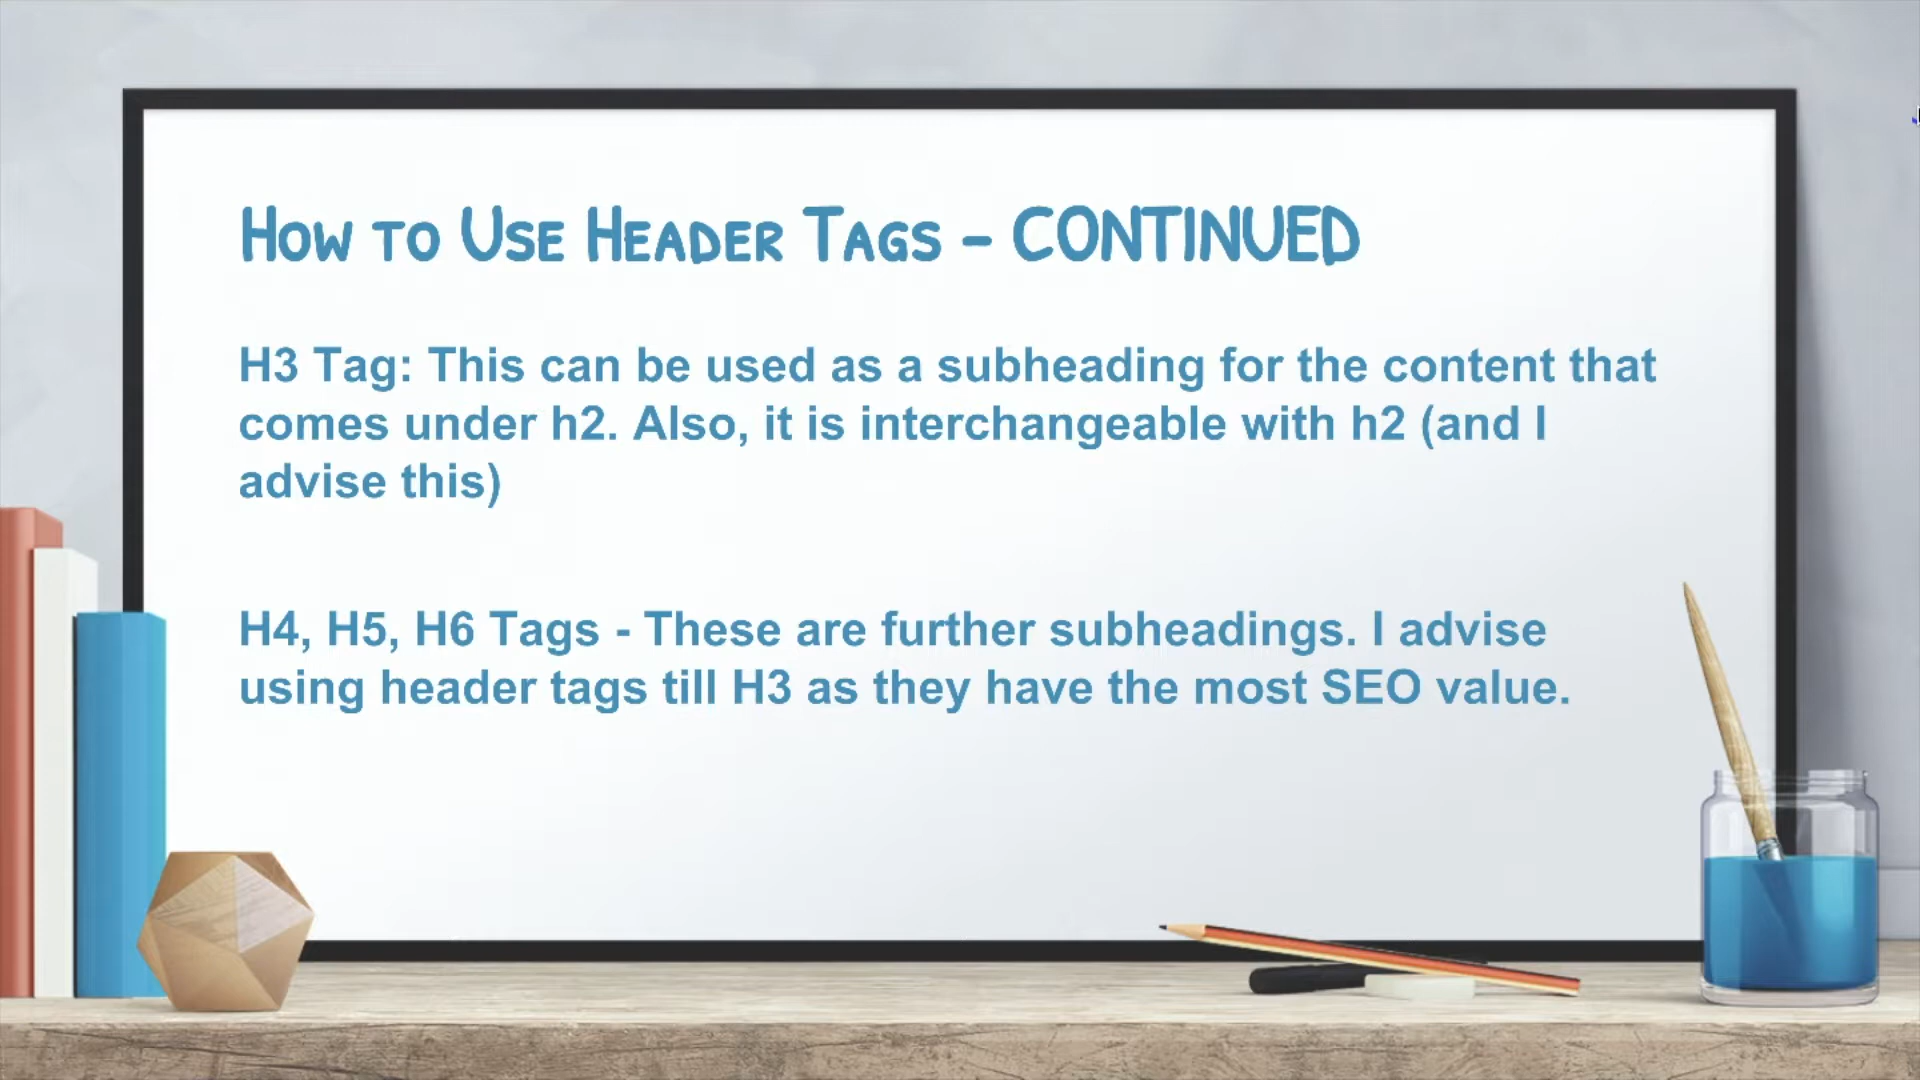 How to Use Header Tags - CONTINUED
H3 Tag: This can be used as a subheading for the content that
comes under h2. Also, it is interchangeable with h2 (and I
advise this)
H4, H5, H6 Tags - These are further subheadings. I advise
using header tags till H3 as they have the most SEO value.